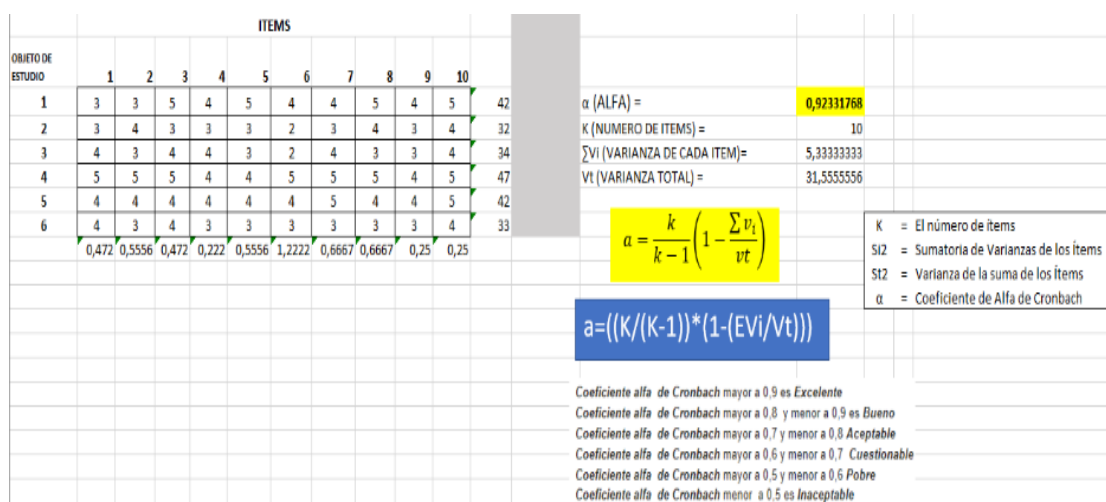 ITEMS
OBJETO DE
ESTUDIO 1 2 3 4 5 6 7 8 9 10
1 3 3 5 4 5 4 4 5 4 5 42
2 3 4 3 3 3 2 3 4 3 4 32
3 4 3 4 4 3 2 4 3 3 4 34
4 5 5 5 4 4 5 5 5 4 5 47
5 4 4 4 4 4 4 5 4 4 5 42
6 4 3 4 3 3 3 3 3 3 4 33
0,472 0,5556 0,472 0,222 0,5556 1,2222 0,6667 0,6667 0,25 0,25
α (ALFA) = 0,92331768
K (NUMERO DE ITEMS) = 10
∑Vi (VARIANZA DE CADA ITEM)= 5,33333333
Vt (VARIANZA TOTAL) = 31,5555556
a = k/(k − 1) (1 − ∑ vi/vt)
K = El número de ítems
Si2 = Sumatoria de Varianzas de los Ítems
St2 = Varianza de la suma de los Ítems
α = Coeficiente de Alfa de Cronbach
a=((K/(K-1))*(1-(EVi/Vt)))
Coeficiente alfa de Cronbach mayor a 0,9 es Excelente
Coeficiente alfa de Cronbach mayor a 0,8 y menor a 0,9 es Bueno
Coeficiente alfa de Cronbach mayor a 0,7 y menor a 0,8 Aceptable
Coeficiente alfa de Cronbach mayor a 0,6 y menor a 0,7 Cuestionable
Coeficiente alfa de Cronbach mayor a 0,5 y menor a 0,6 Pobre
Coeficiente alfa de Cronbach menor a 0,5 es Inaceptable